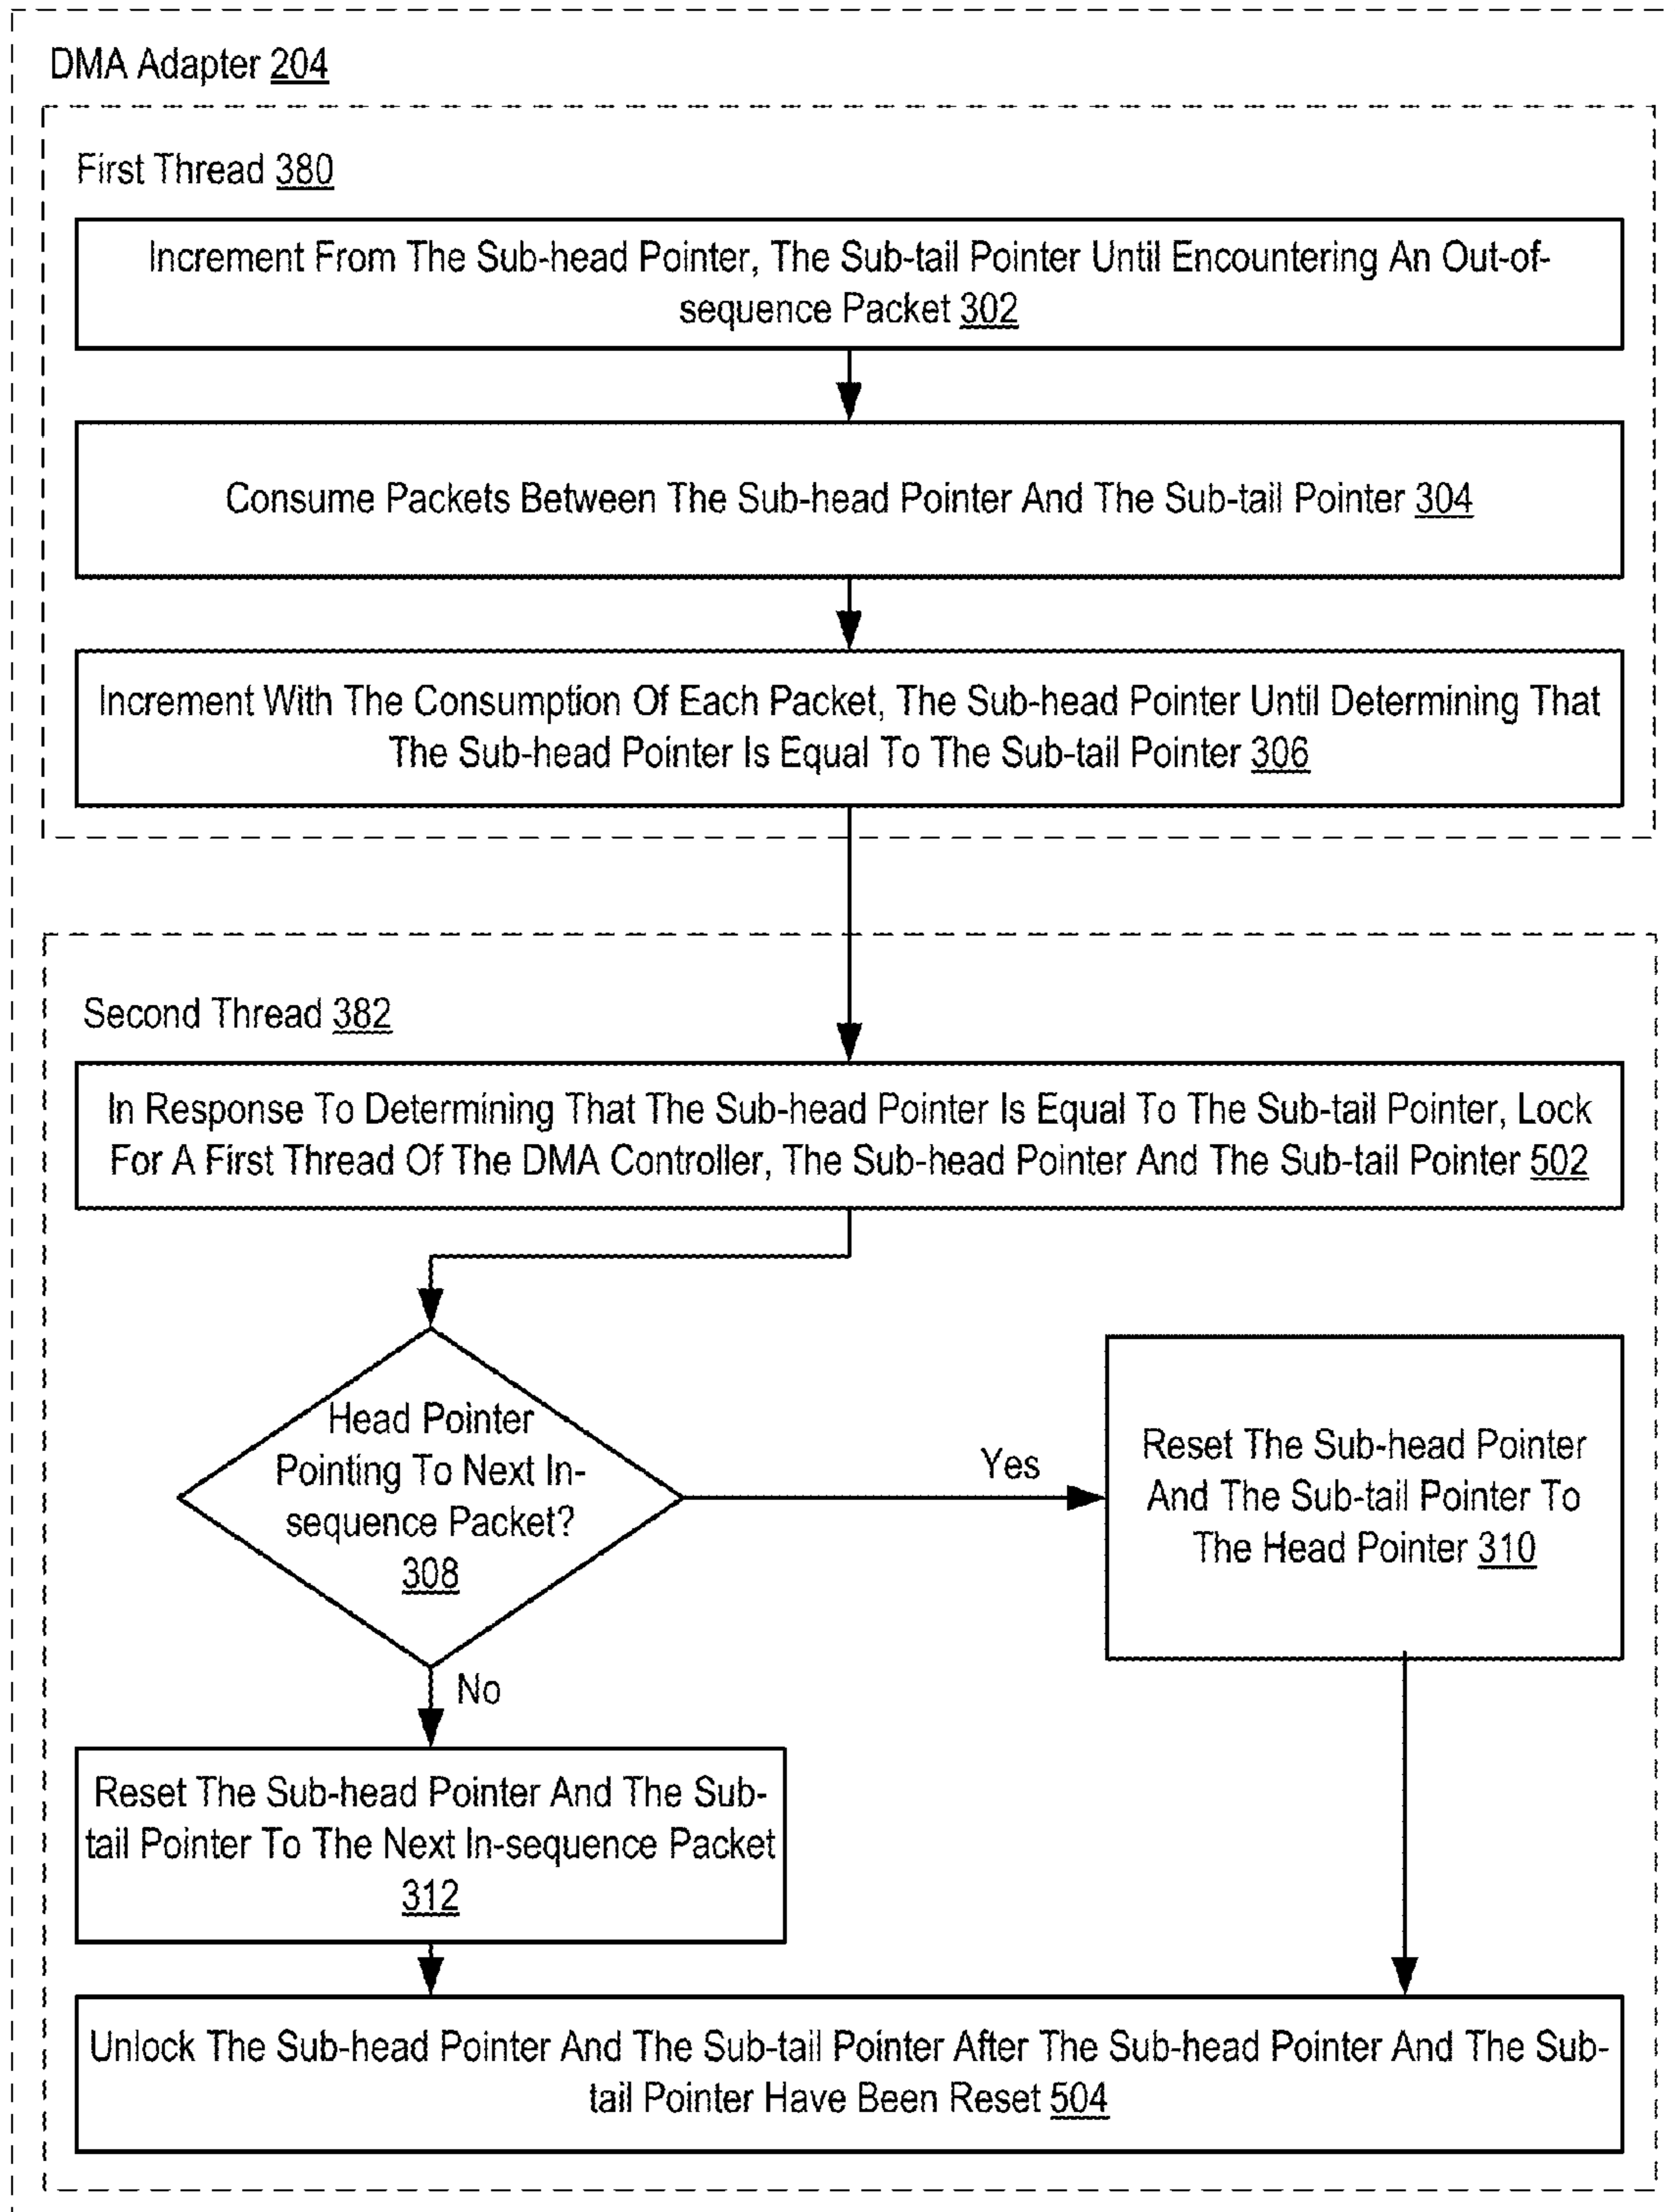 DMA Adapter 204
First Thread 380
Increment From The Sub-head Pointer, The Sub-tail Pointer Until Encountering An Out-of-
sequence Packet 302
Consume Packets Between The Sub-head Pointer And The Sub-tail Pointer 304
Increment With The Consumption Of Each Packet, The Sub-head Pointer Until Determining That
The Sub-head Pointer Is Equal To The Sub-tail Pointer 306
Second Thread 382
In Response To Determining That The Sub-head Pointer Is Equal To The Sub-tail Pointer, Lock
For A First Thread Of The DMA Controller, The Sub-head Pointer And The Sub-tail Pointer 502
Head Pointer
Pointing To Next In-
sequence Packet?
308
Yes
Reset The Sub-head Pointer
And The Sub-tail Pointer To
The Head Pointer 310
No
Reset The Sub-head Pointer And The Sub-
tail Pointer To The Next In-sequence Packet
312
Unlock The Sub-head Pointer And The Sub-tail Pointer After The Sub-head Pointer And The Sub-
tail Pointer Have Been Reset 504